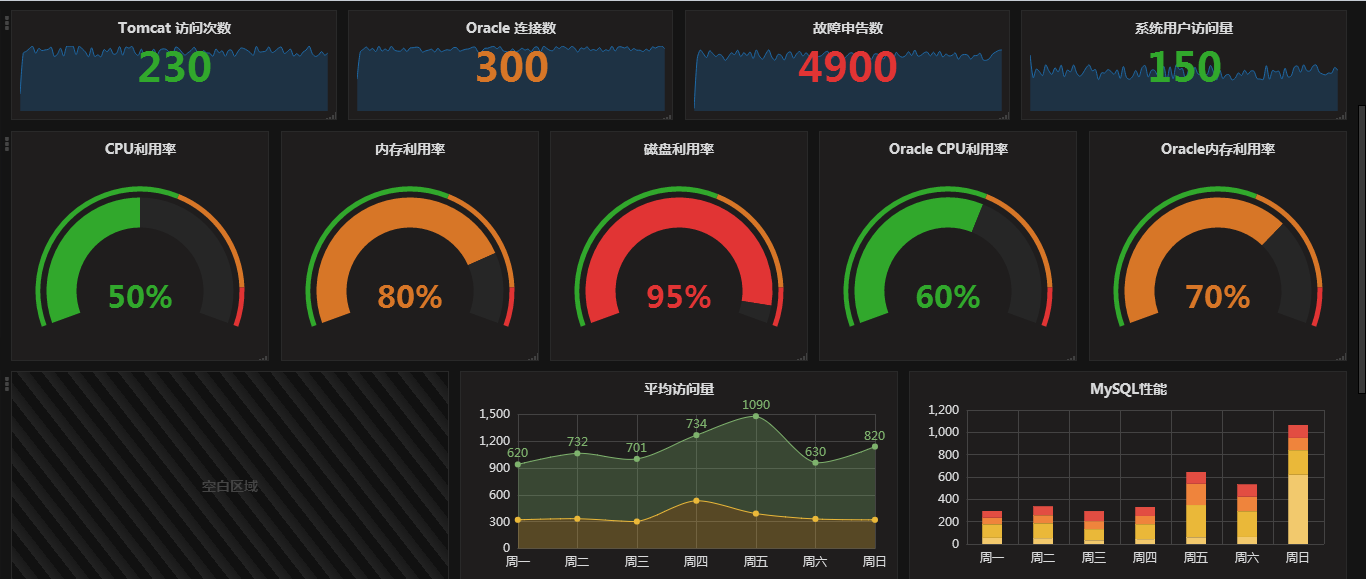 Tomcat 访问次数
230
Oracle 连接数
300
故障申告数
4900
系统用户访问量
150
CPU利用率
50%
内存利用率
80%
磁盘利用率
95%
Oracle CPU利用率
60%
Oracle内存利用率
70%
空白区域
平均访问量
1,500
1,200
900
600
300
0
620
732
701
734
1090
630
820
周一
周二
周三
周四
周五
周六
周日
MySQL性能
1,200
1,000
800
600
400
200
0
周一
周二
周三
周四
周五
周六
周日